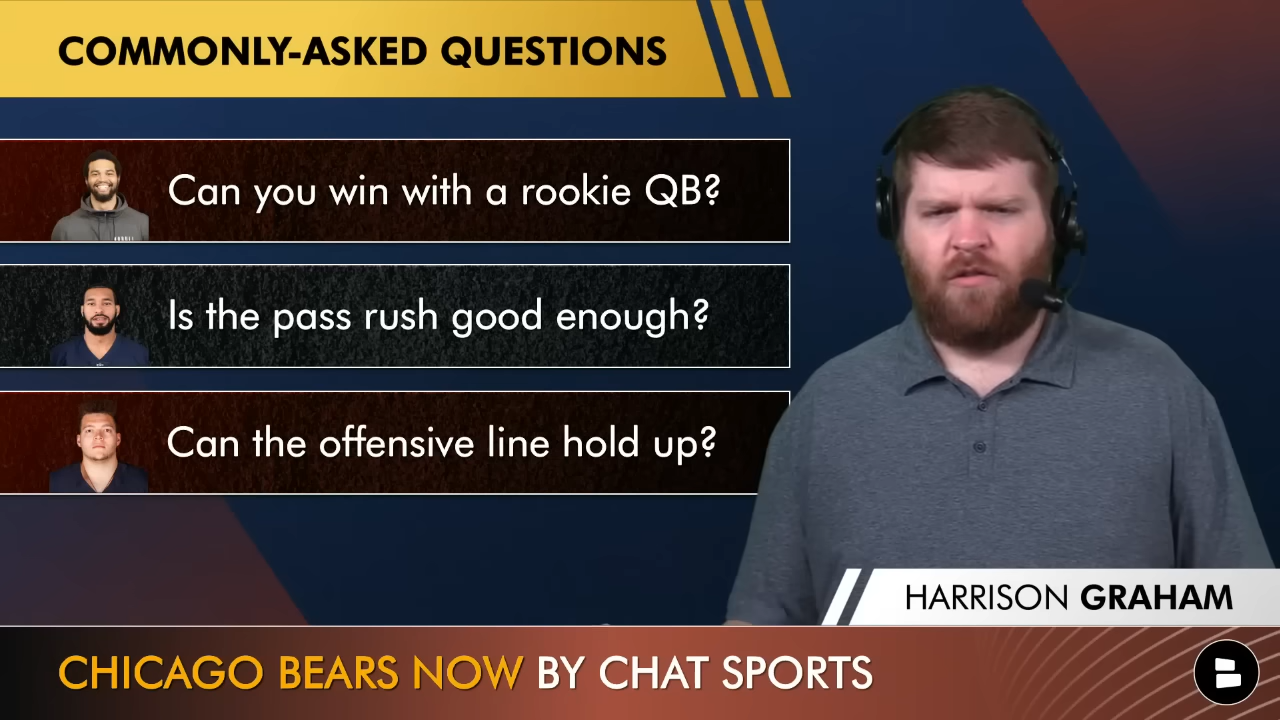 COMMONLY-ASKED QUESTIONS
Can you win with a rookie QB?
Is the pass rush good enough?
Can the offensive line hold up?
HARRISON GRAHAM
CHICAGO BEARS NOW BY CHAT SPORTS